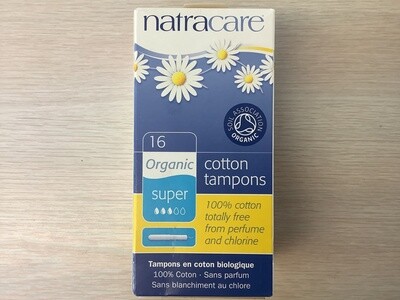 natracare
SOIL ASSOCIATION
ORGANIC
16
Organic
super
cotton
tampons
100% cotton
totally free
from perfume
and chlorine
Tampons en coton biologique
100% Coton - Sans parfum
Sans blanchiment au chlore